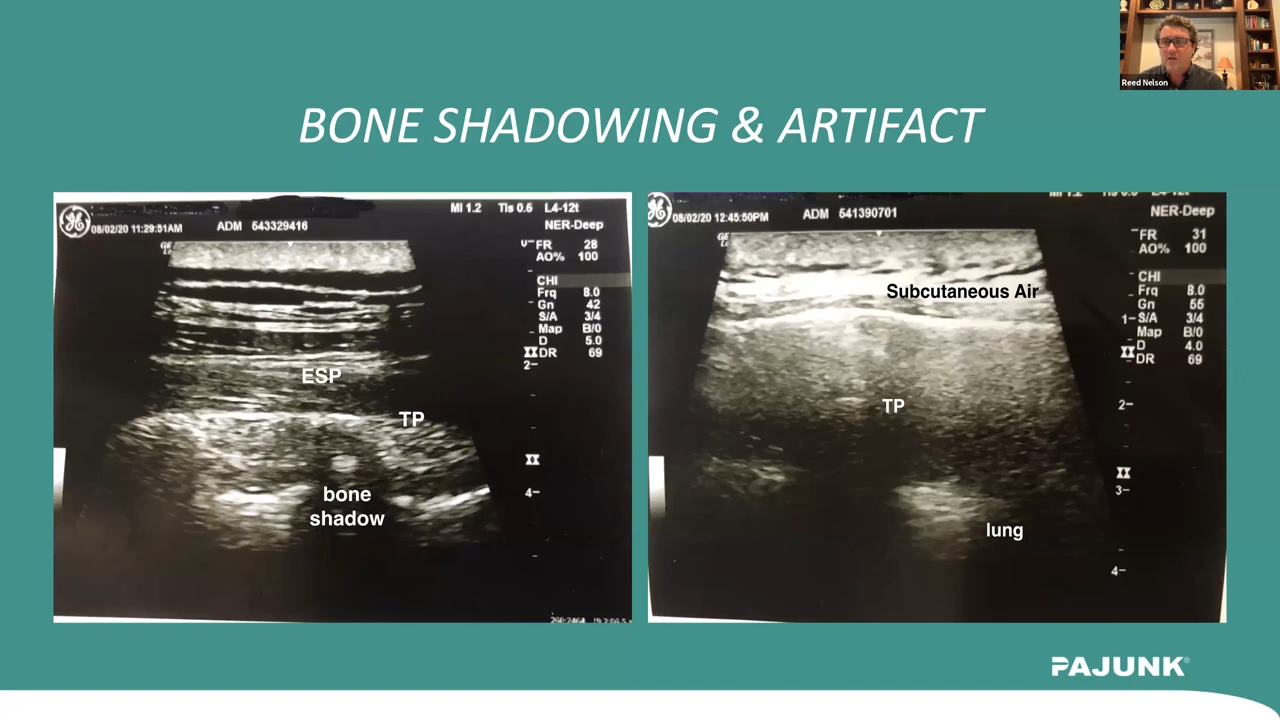 Reed Nelson
BONE SHADOWING & ARTIFACT
MI 1.2 Tis 0.6 L4-12t
08/02/20 11:29:51AM ADM 543329416
NER-Deep
FR 28
AO% 100
CHI
Frq 8.0
Gn 42
S/A 3/4
Map B/0
D 5.0
DR 69
2-
4-
ESP
TP
bone
shadow
08/02/20 12:45:50PM ADM 541390701
NER-Deep
FR 31
AO% 100
CHI
Frq 8.0
Gn 55
S/A 3/4
Map B/0
D 4.0
DR 69
1-
2-
3-
4-
Subcutaneous Air
TP
lung
PAJUNK®